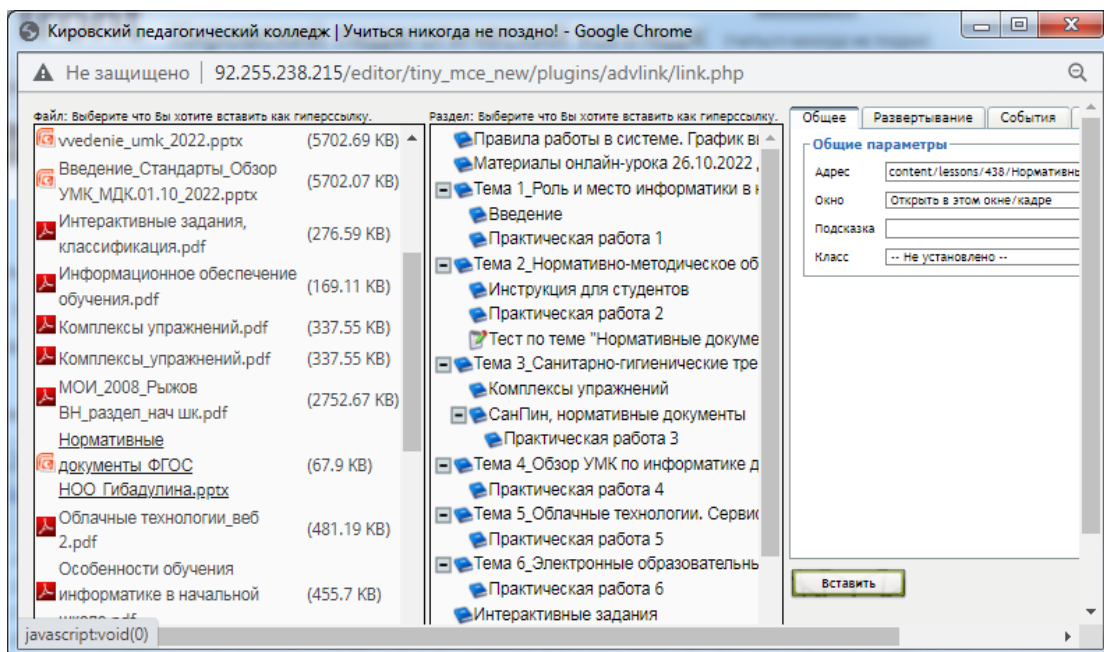 Кировский педагогический колледж | Учиться никогда не поздно! - Google Chrome
Не защищено | 92.255.238.215/editor/tiny_mce_new/plugins/advlink/link.php
Файл: Выберите что Вы хотите вставить как гиперссылку.
vvedenie_umk_2022.pptx (5702.69 KB)
Введение_Стандарты_Обзор
УМК_МДК.01.10_2022.pptx (5702.07 KB)
Интерактивные задания,
классификация.pdf (276.59 KB)
Информационное обеспечение
обучения.pdf (169.11 KB)
Комплексы упражнений.pdf (337.55 KB)
Комплексы_упражнений.pdf (337.55 KB)
МОИ_2008_Рыжов
ВН_раздел_нач шк.pdf (2752.67 KB)
Нормативные
документы ФГОС (67.9 KB)
НОО_Гибадулина.pptx
Облачные технологии_веб
2.pdf (481.19 KB)
Особенности обучения
информатике в начальной (455.7 KB)
javascript:void(0)
Раздел: Выберите что Вы хотите вставить как гиперссылку.
Правила работы в системе. График вы
Материалы онлайн-урока 26.10.2022 ,
Тема 1_Роль и место информатики в н
Введение
Практическая работа 1
Тема 2_Нормативно-методическое об
Инструкция для студентов
Практическая работа 2
Тест по теме "Нормативные докуме
Тема 3_Санитарно-гигиенические тре
Комплексы упражнений
СанПин, нормативные документы
Практическая работа 3
Тема 4_Обзор УМК по информатике д
Практическая работа 4
Тема 5_Облачные технологии. Сервис
Практическая работа 5
Тема 6_Электронные образовательнь
Практическая работа 6
Интерактивные задания
Общее Развертывание События
Общие параметры
Адрес content/lessons/438/Нормативнь
Окно Открыть в этом окне/кадре
Подсказка
Класс -- Не установлено --
Вставить